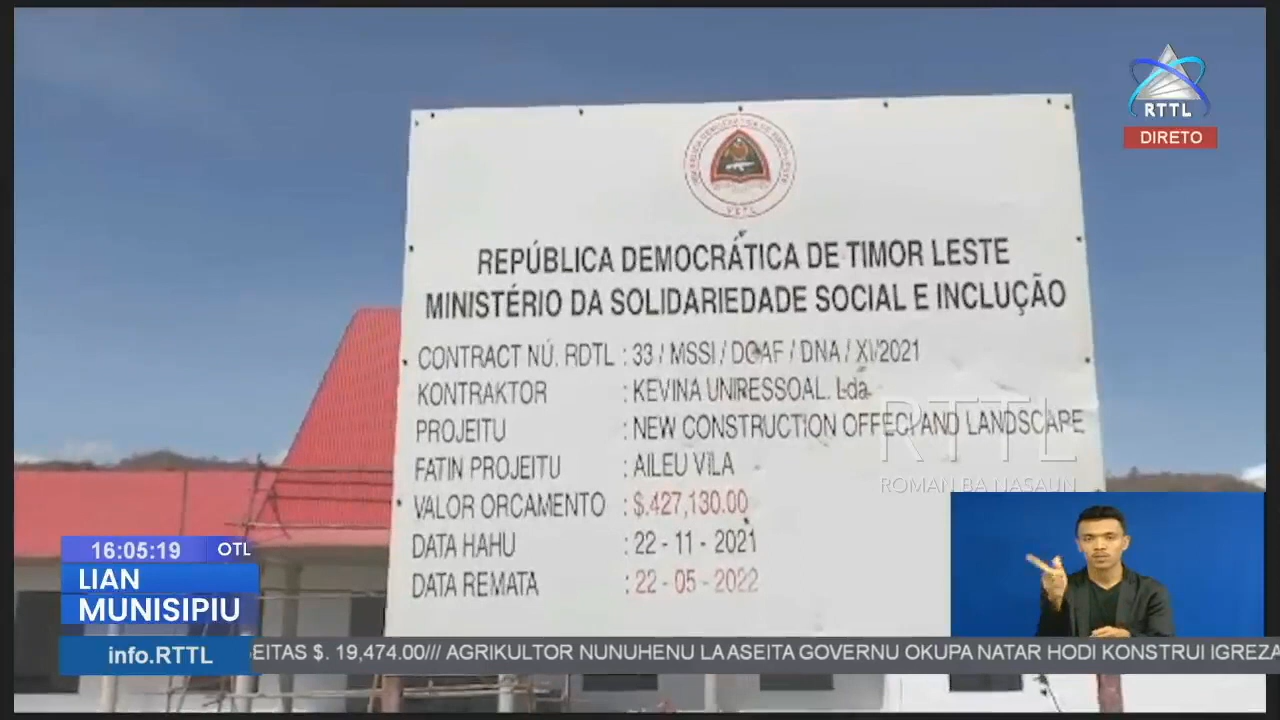 RTTL
DIRETO
REPÚBLICA DEMOCRÁTICA DE TIMOR LESTE
MINISTÉRIO DA SOLIDARIEDADE SOCIAL E INCLUÇÃO
CONTRACT NÚ. RDTL : 33 / MSSI / DGAF / DNA / XI/2021
KONTRAKTOR : KEVINA UNIRESSOAL. Lda
PROJEITU : NEW CONSTRUCTION OFFECI AND LANDSCAPE
FATIN PROJEITU : AILEU VILA
VALOR ORCAMENTO : $.427,130.00
DATA HAHU : 22 - 11 - 2021
DATA REMATA : 22 - 05 - 2022
RTTL
ROMAN BA NASAUN
16:05:19 OTL
LIAN
MUNISIPIU
info.RTTL
SEITAS $. 19,474.00/// AGRIKULTOR NUNUHENU LA ASEITA GOVERNU OKUPA NATAR HODI KONSTRUI IGREZA